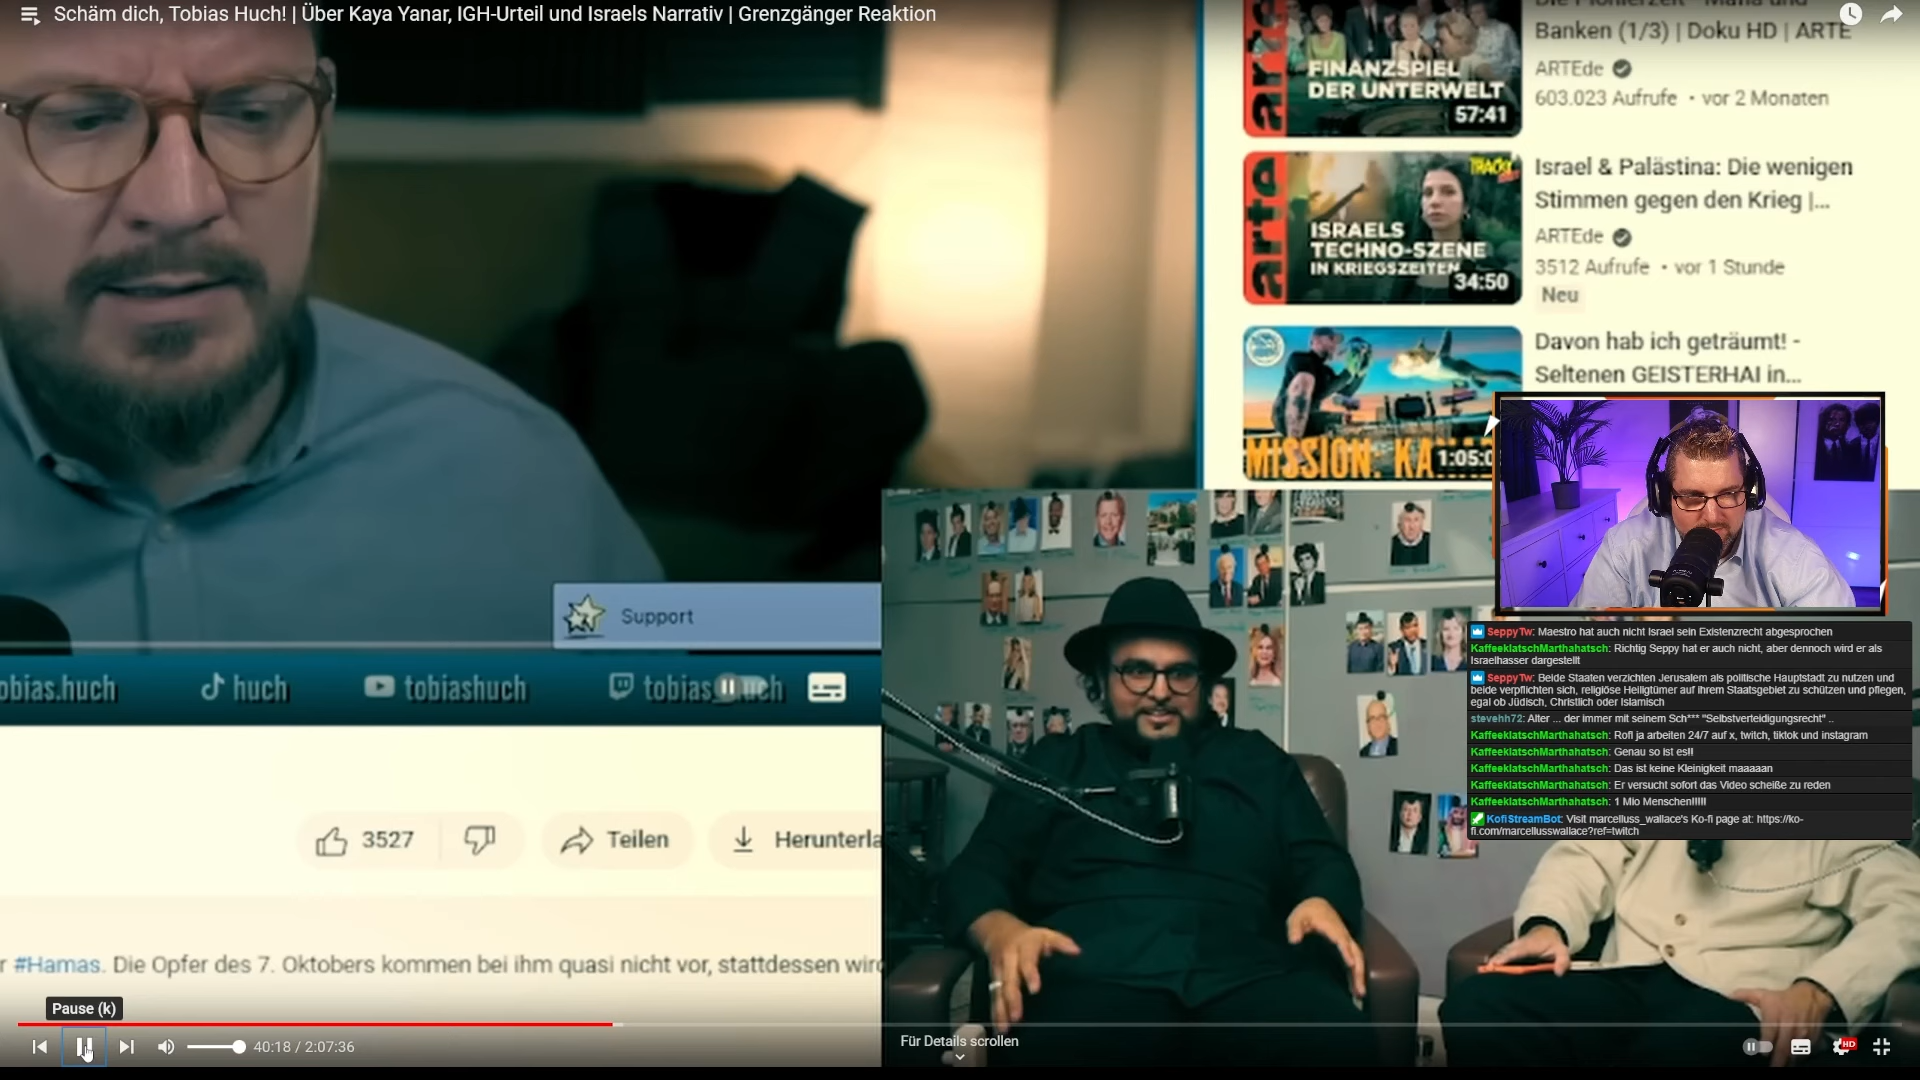 Schäm dich, Tobias Huch! | Über Kaya Yanar, IGH-Urteil und Israels Narrativ | Grenzgänger Reaktion
Banken (1/3) | Doku HD | ARTE
ARTEde
603.023 Aufrufe • vor 2 Monaten
arte
FINANZSPIEL
DER UNTERWELT
57:41
Israel & Palästina: Die wenigen
Stimmen gegen den Krieg |...
ARTEde
3512 Aufrufe • vor 1 Stunde
Neu
arte
TRACKS
ISRAELS
TECHNO-SZENE
IN KRIEGSZEITEN
34:50
Davon hab ich geträumt! -
Seltenen GEISTERHAI in...
MISSION: KA
1:05:0
Support
obias.huch
huch
tobiashuch
SeppyTw: Maestro hat auch nicht Israel sein Existenzrecht abgesprochen
KaffeeklatschMarthahatsch: Richtig Seppy hat er auch nicht, aber dennoch wird er als
Israelhasser dargestellt
SeppyTw: Beide Staaten verzichten Jerusalem als politische Hauptstadt zu nutzen und
beide verpflichten sich, religiöse Heiligtümer auf ihrem Staatsgebiet zu schützen und pflegen,
egal ob Jüdisch, Christlich oder Islamisch
stevehh72: Alter ... der immer mit seinem Sch*** "Selbstverteidigungsrecht" ..
KaffeeklatschMarthahatsch: Rofl ja arbeiten 24/7 auf x, twitch, tiktok und instagram
KaffeeklatschMarthahatsch: Genau so ist es!!
KaffeeklatschMarthahatsch: Das ist keine Kleinigkeit maaaaan
KaffeeklatschMarthahatsch: Er versucht sofort das Video scheiße zu reden
KaffeeklatschMarthahatsch: 1 Mio Menschen!!!!!
KofiStreamBot: Visit marcelluss_wallace's Ko-fi page at: https://ko-
fi.com/marcellusswallace?ref=twitch
3527
Teilen
Herunterla
r #Hamas. Die Opfer des 7. Oktobers kommen bei ihm quasi nicht vor, stattdessen wird
Pause (k)
40:18 / 2:07:36
Für Details scrollen
HD